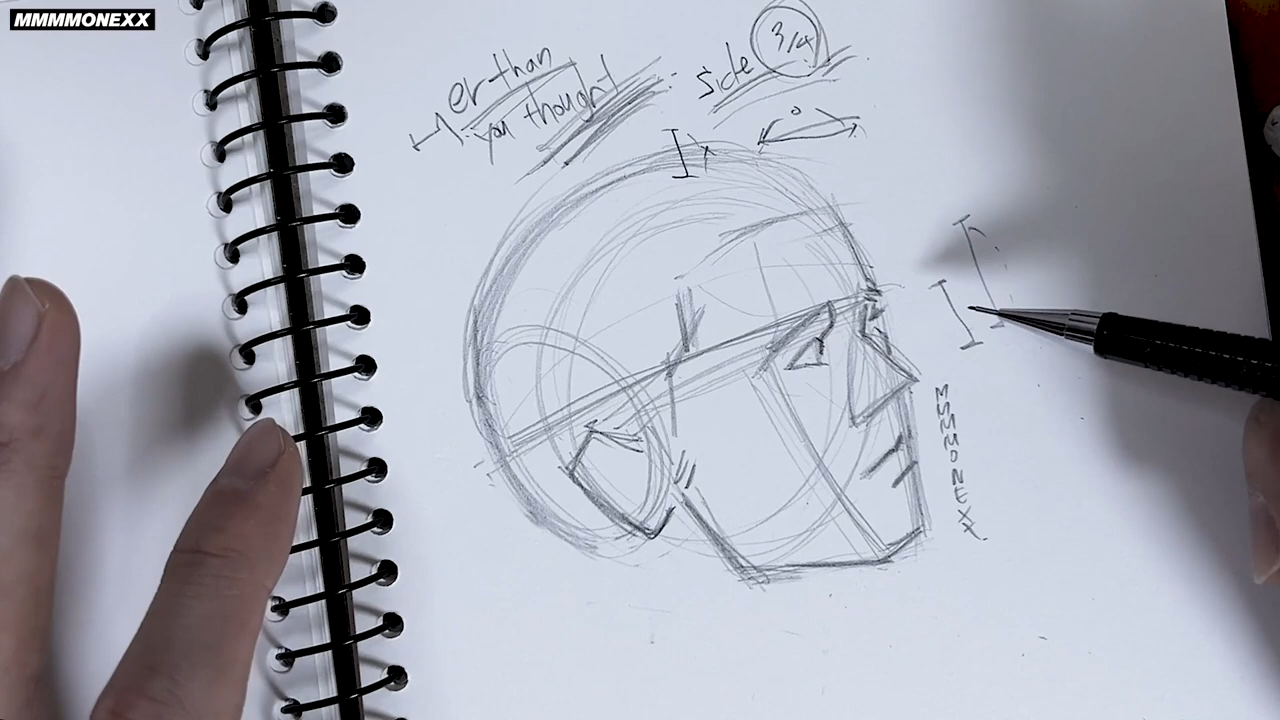 MMMMONEXX
er than
you thought
side 3/4
MMMMONEXX.